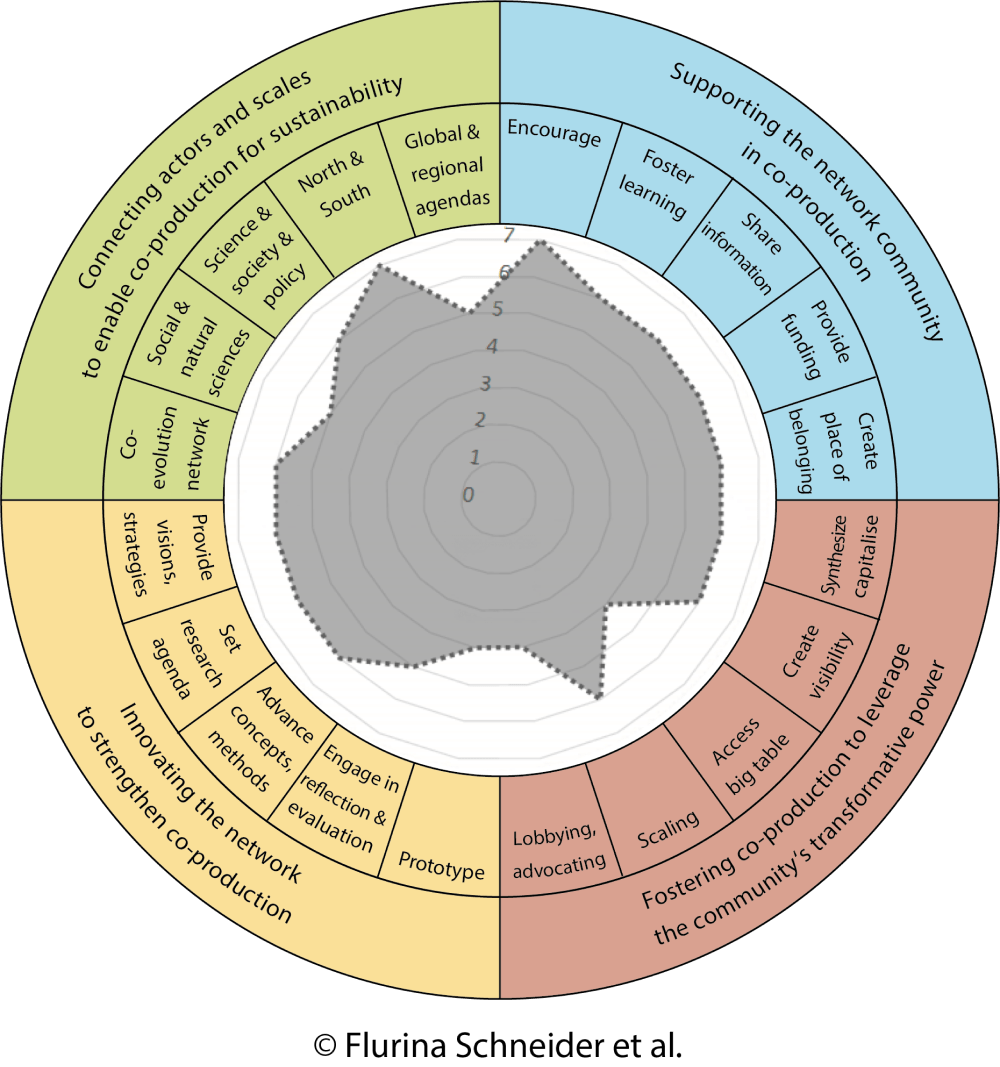 Connecting actors and scales
to enable co-production for sustainability
Global &
regional
agendas
North &
South
Science &
society &
policy
Social &
natural
sciences
Co-
evolution
network
Supporting the network community
in co-production
Encourage
Foster
learning
Share
information
Provide
funding
Create
place of
belonging
Synthesize
capitalise
Create
visibility
Access
big table
Scaling
Lobbying,
advocating
Fostering co-production to leverage
the community's transformative power
Provide
visions,
strategies
Set
research
agenda
Advance
concepts,
methods
Engage in
reflection &
evaluation
Prototype
Innovating the network
to strengthen co-production
7
6
5
4
3
2
1
0
© Flurina Schneider et al.